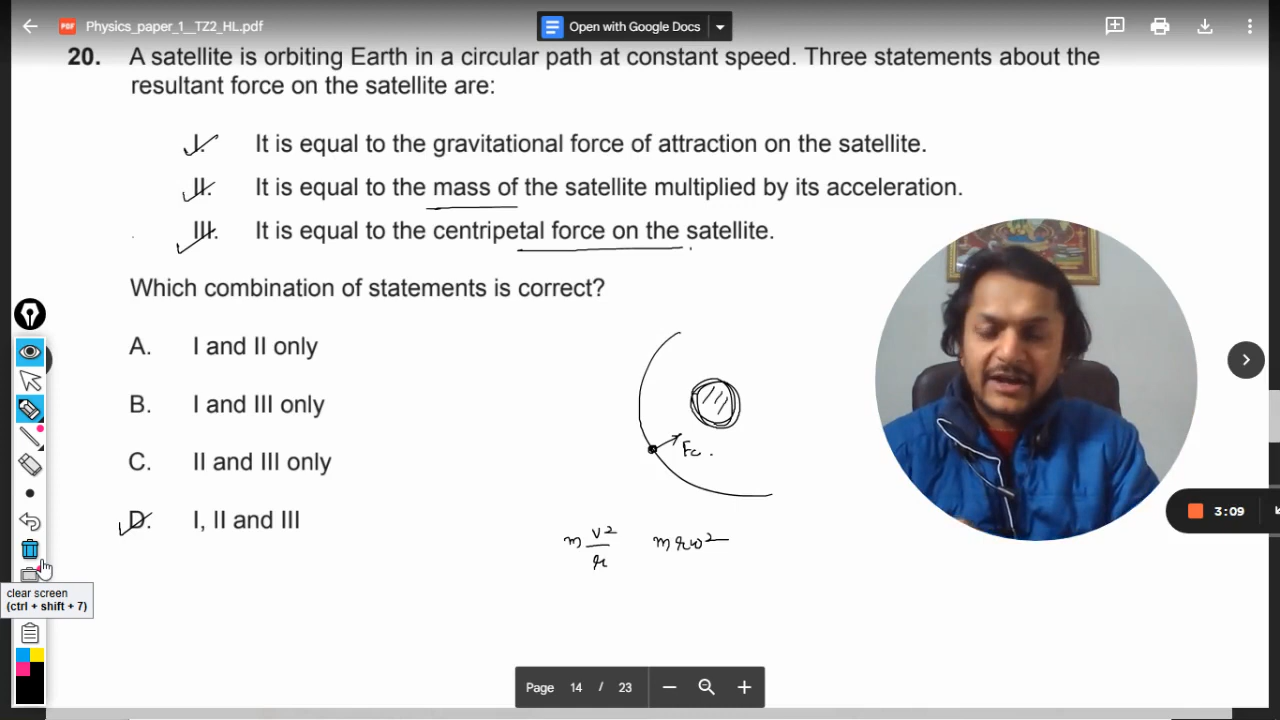 Physics_paper_1__TZ2_HL.pdf
Open with Google Docs
20. A satellite is orbiting Earth in a circular path at constant speed. Three statements about the
resultant force on the satellite are:
I. It is equal to the gravitational force of attraction on the satellite.
II. It is equal to the mass of the satellite multiplied by its acceleration.
III. It is equal to the centripetal force on the satellite.
Which combination of statements is correct?
A. I and II only
B. I and III only
C. II and III only
D. I, II and III
Fc.
m v²/r mrω²
clear screen
(ctrl + shift + 7)
3:09
Page 14 / 23
PDF